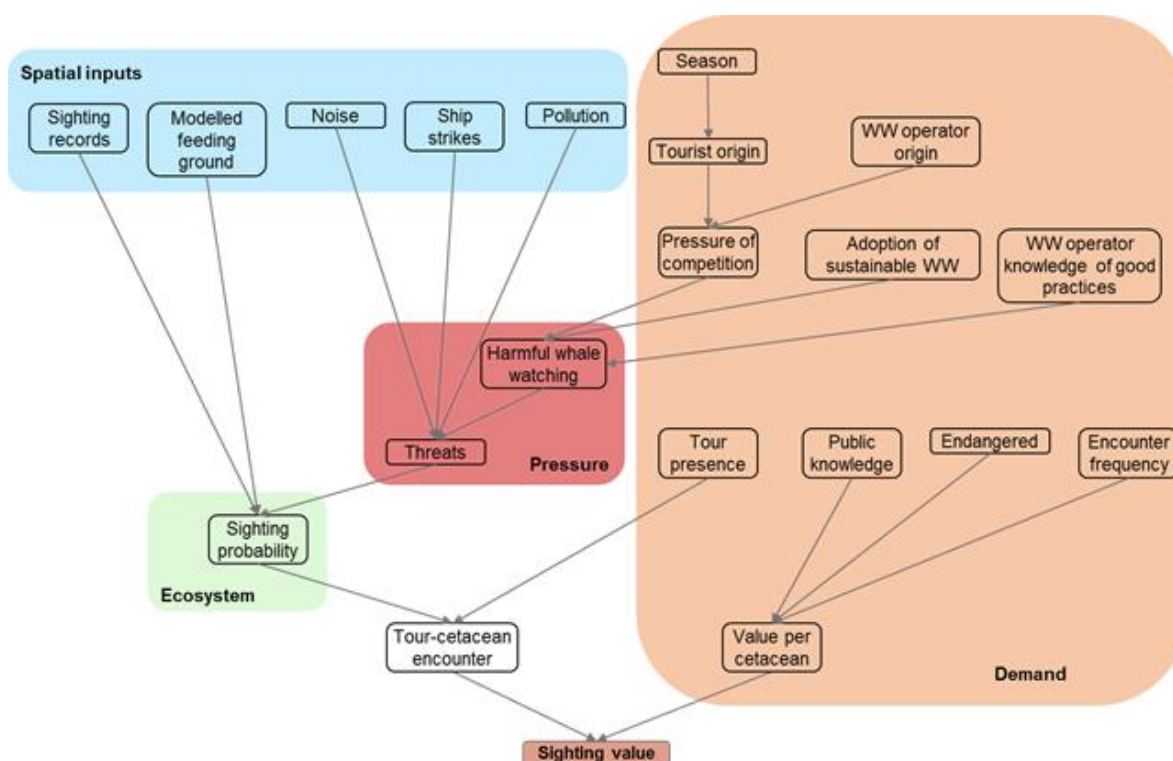 Spatial inputs
Sighting
records
Modelled
feeding
ground
Noise
Ship
strikes
Pollution
Season
Tourist origin
WW operator
origin
Pressure of
competition
Adoption of
sustainable WW
WW operator
knowledge of good
practices
Harmful whale
watching
Threats
Pressure
Tour
presence
Public
knowledge
Endangered
Encounter
frequency
Sighting
probability
Ecosystem
Tour-cetacean
encounter
Value per
cetacean
Demand
Sighting value